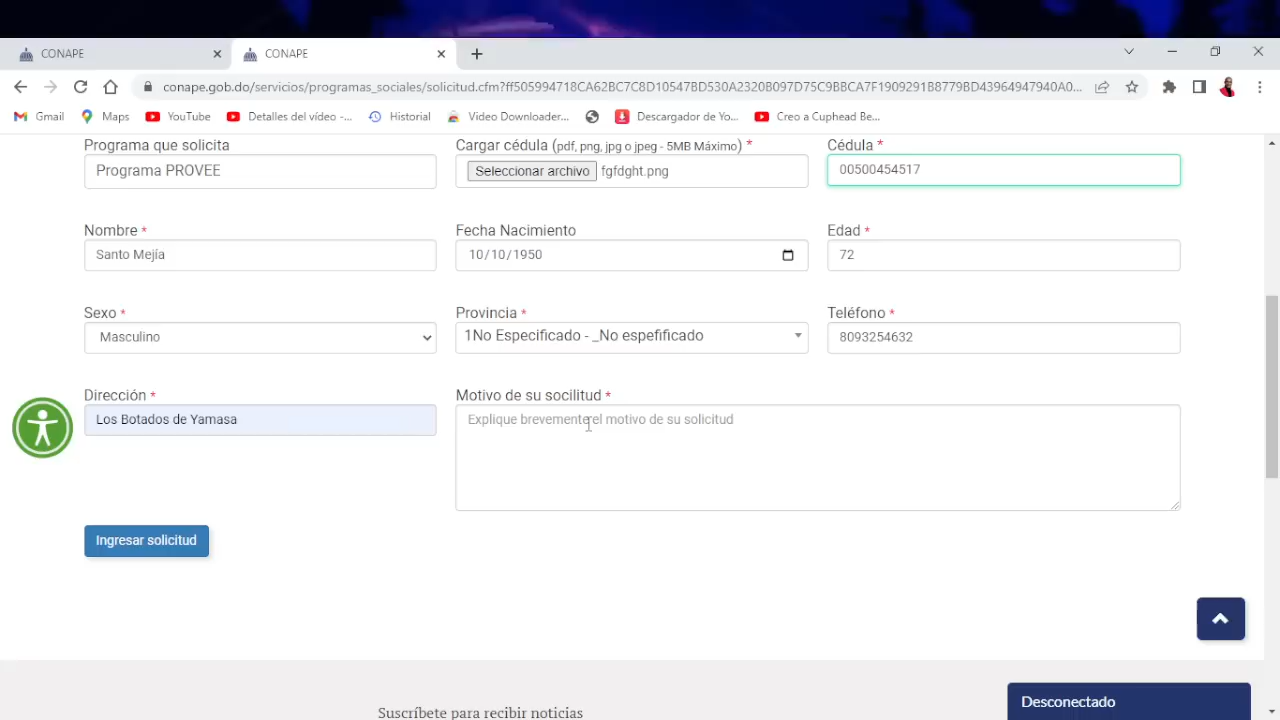 CONAPE
CONAPE
conape.gob.do/servicios/programas_sociales/solicitud.cfm?ff505994718CA62BC7C8D10547BD530A2320B097D75C9BBCA7F1909291B8779BD43964947940A0...
Gmail
Maps
YouTube
Detalles del vídeo -...
Historial
Video Downloader...
Descargador de Yo...
Creo a Cuphead Be...
Programa que solicita
Cargar cédula (pdf, png, jpg o jpeg - 5MB Máximo) *
Cédula *
Programa PROVEE
Seleccionar archivo fgfdght.png
00500454517
Nombre *
Fecha Nacimiento
Edad *
Santo Mejía
10/10/1950
72
Sexo *
Provincia *
Teléfono *
Masculino
1No Especificado - _No espefificado
8093254632
Dirección *
Motivo de su socilitud *
Los Botados de Yamasa
Explique brevemente el motivo de su solicitud
Ingresar solicitud
Suscríbete para recibir noticias
Desconectado